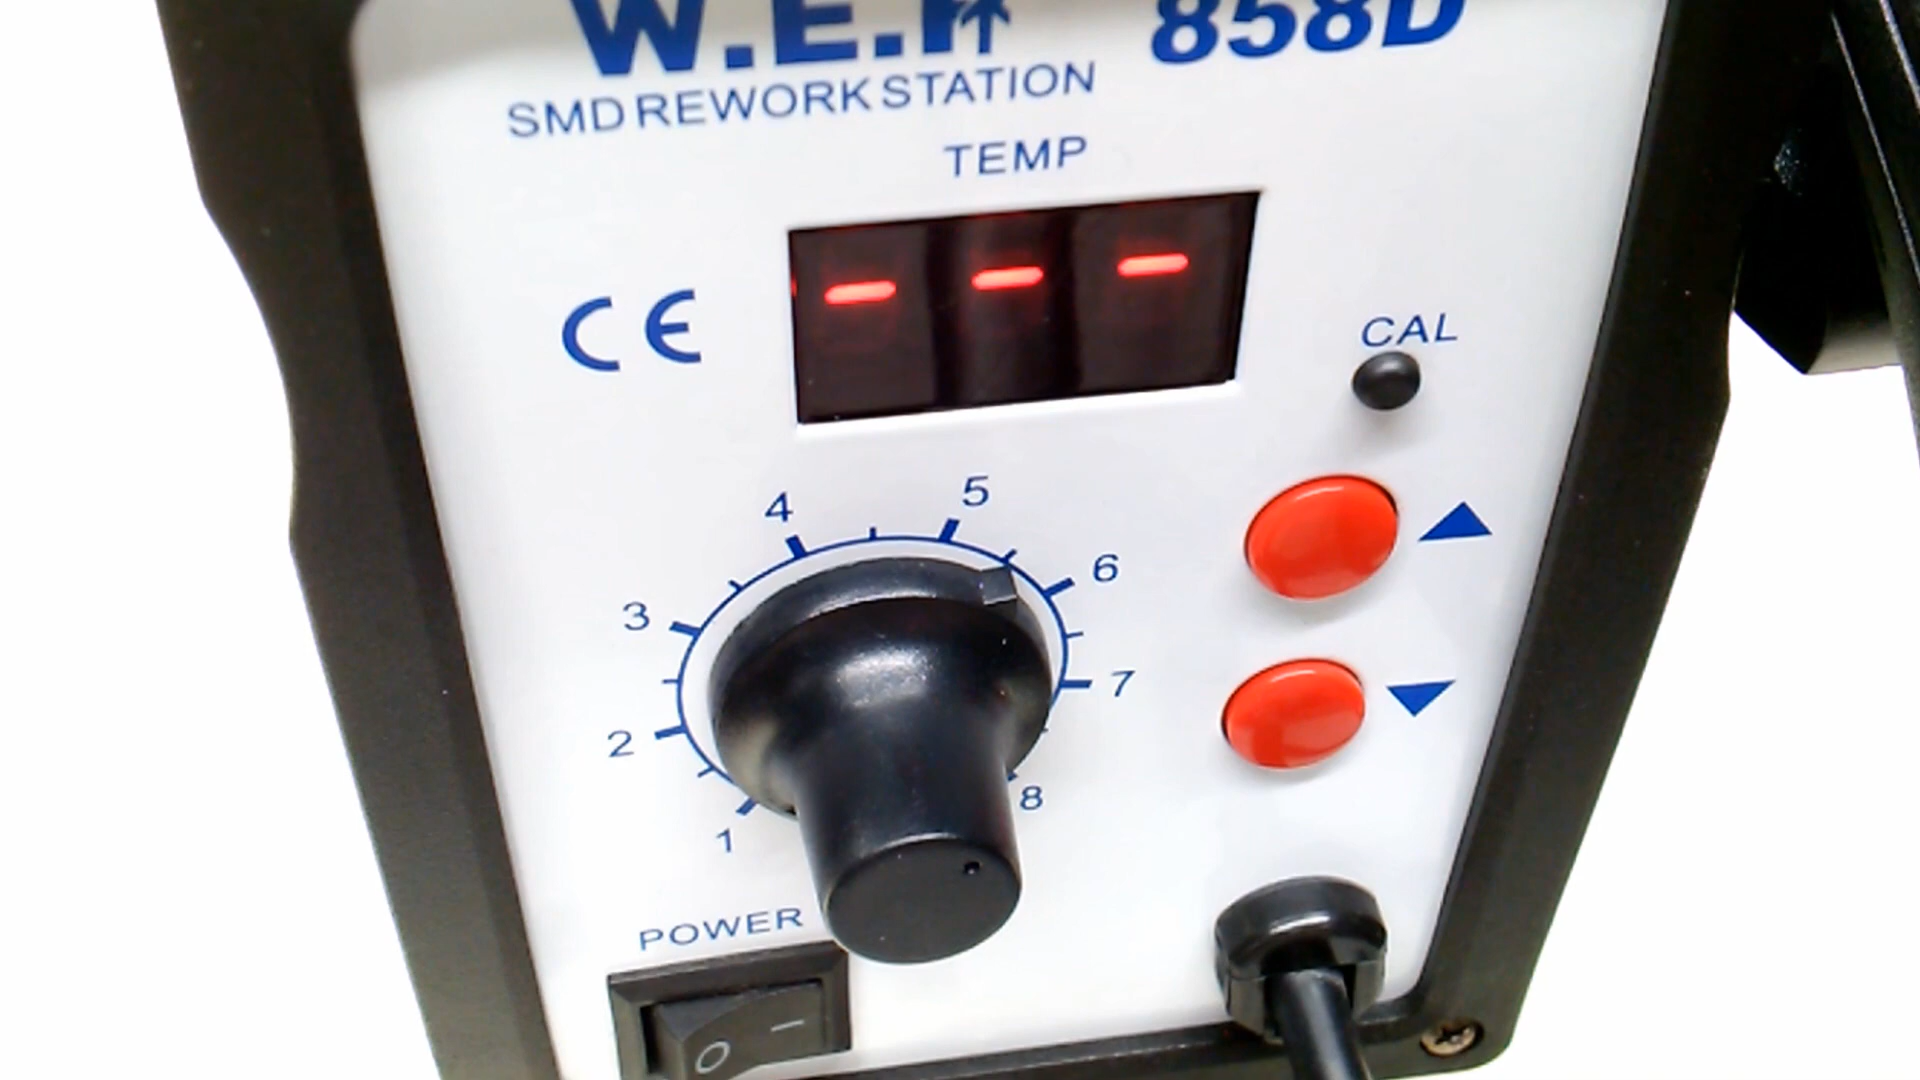 W.E.P 858D
SMD REWORK STATION
TEMP
---
CE
CAL
4 5
3 6
2 7
1 8
POWER